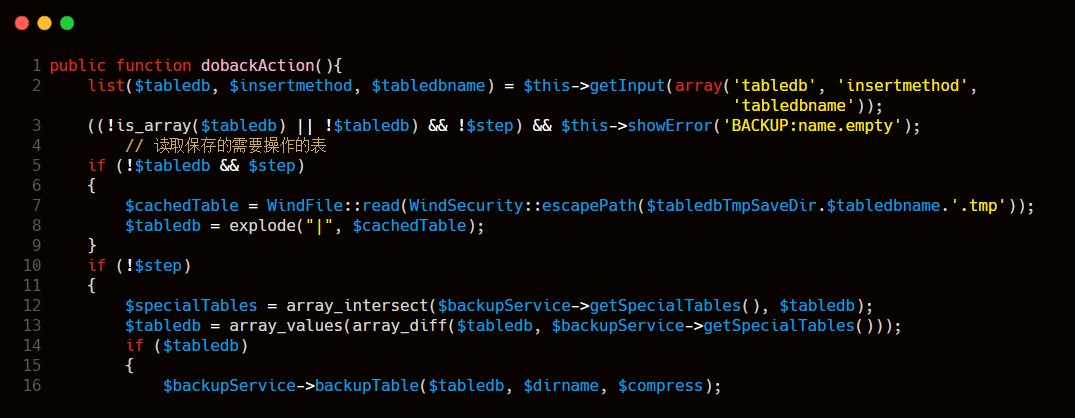 1 public function dobackAction(){
2     list($tabledb, $insertmethod, $tabledbname) = $this->getInput(array('tabledb', 'insertmethod',
                                                                        'tabledbname'));
3     ((!is_array($tabledb) || !$tabledb) && !$step) && $this->showError('BACKUP:name.empty');
4         // 读取保存的需要操作的表
5     if (!$tabledb && $step)
6     {
7         $cachedTable = WindFile::read(WindSecurity::escapePath($tabledbTmpSaveDir.$tabledbname.'.tmp'));
8         $tabledb = explode("|", $cachedTable);
9     }
10     if (!$step)
11     {
12         $specialTables = array_intersect($backupService->getSpecialTables(), $tabledb);
13         $tabledb = array_values(array_diff($tabledb, $backupService->getSpecialTables()));
14         if ($tabledb)
15         {
16             $backupService->backupTable($tabledb, $dirname, $compress);